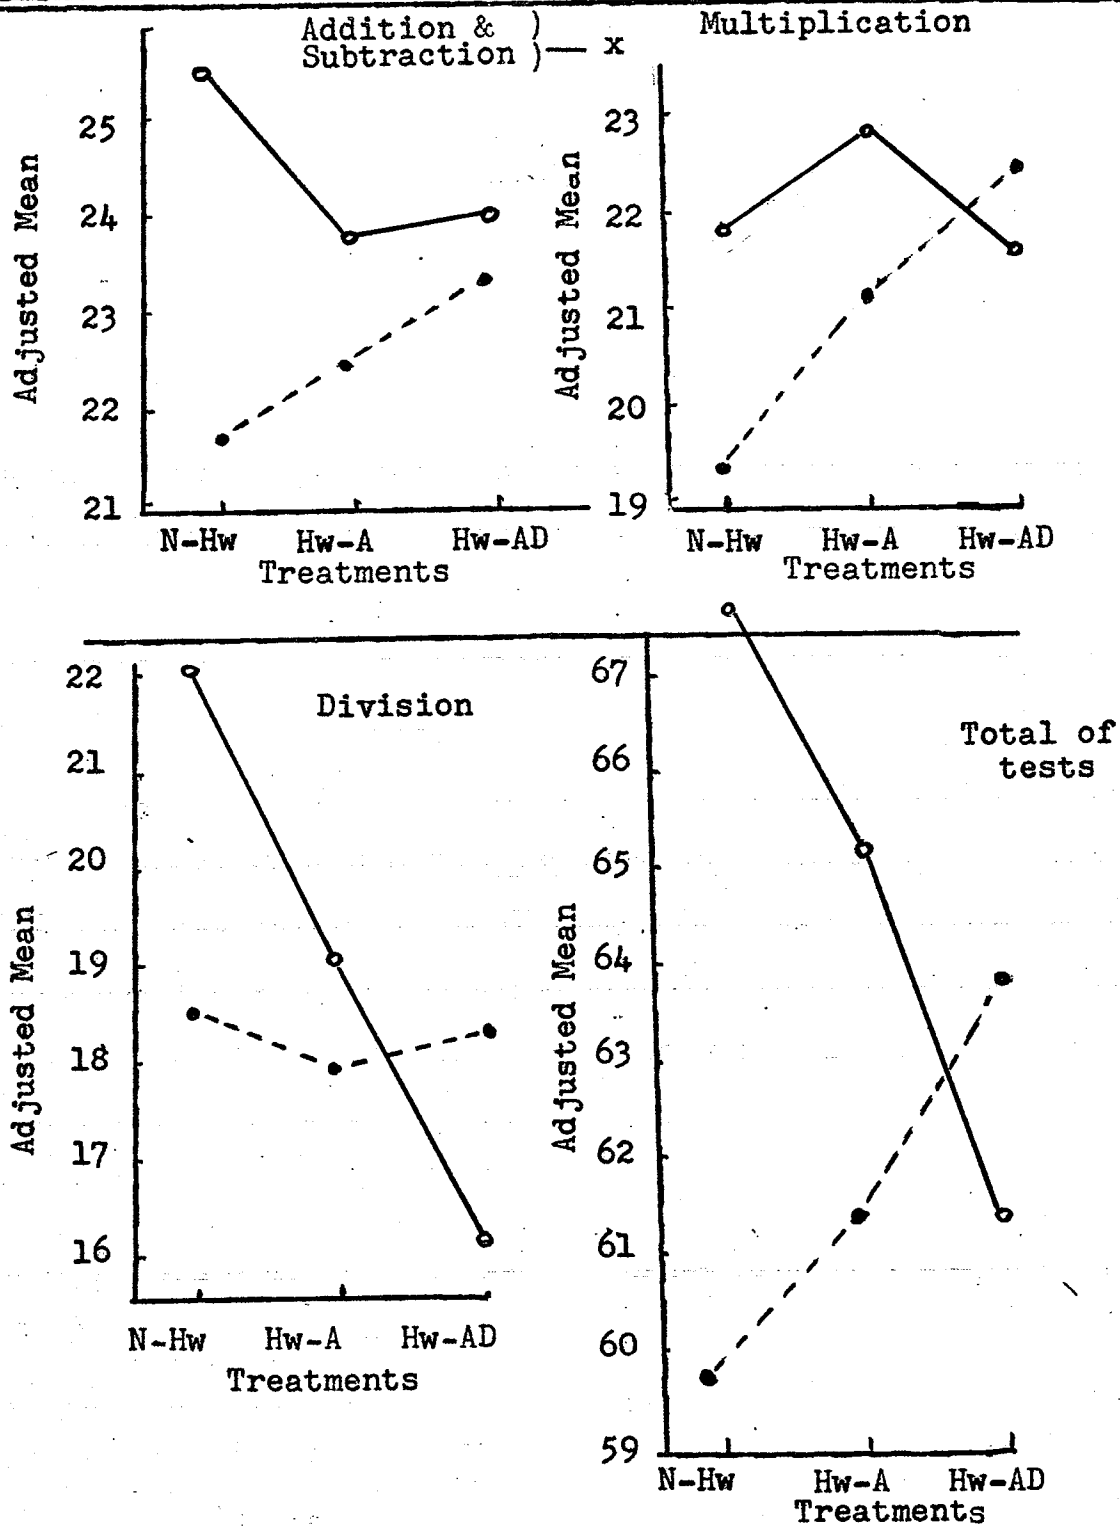 Addition & )
Subtraction )— x
Adjusted Mean
25
24
23
22
21
N-Hw Hw-A Hw-AD
Treatments
Multiplication
Adjusted Mean
23
22
21
20
19
N-Hw Hw-A Hw-AD
Treatments
Division
Adjusted Mean
22
21
20
19
18
17
16
N-Hw Hw-A Hw-AD
Treatments
Total of
tests
Adjusted Mean
67
66
65
64
63
62
61
60
59
N-Hw Hw-A Hw-AD
Treatments